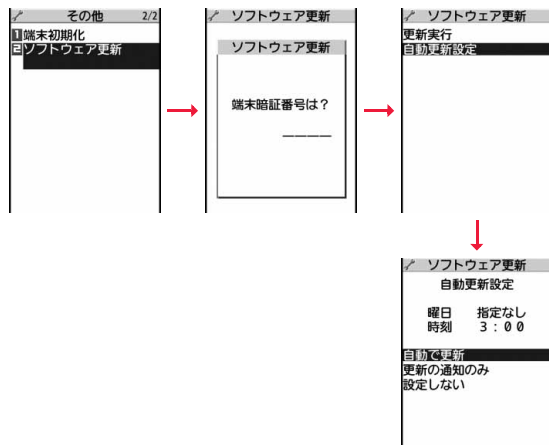 その他 2/2
1端末初期化
2ソフトウェア更新
ソフトウェア更新
ソフトウェア更新
端末暗証番号は？
____
ソフトウェア更新
更新実行
自動更新設定
ソフトウェア更新
自動更新設定
曜日 指定なし
時刻 3：00
自動で更新
更新の通知のみ
設定しない